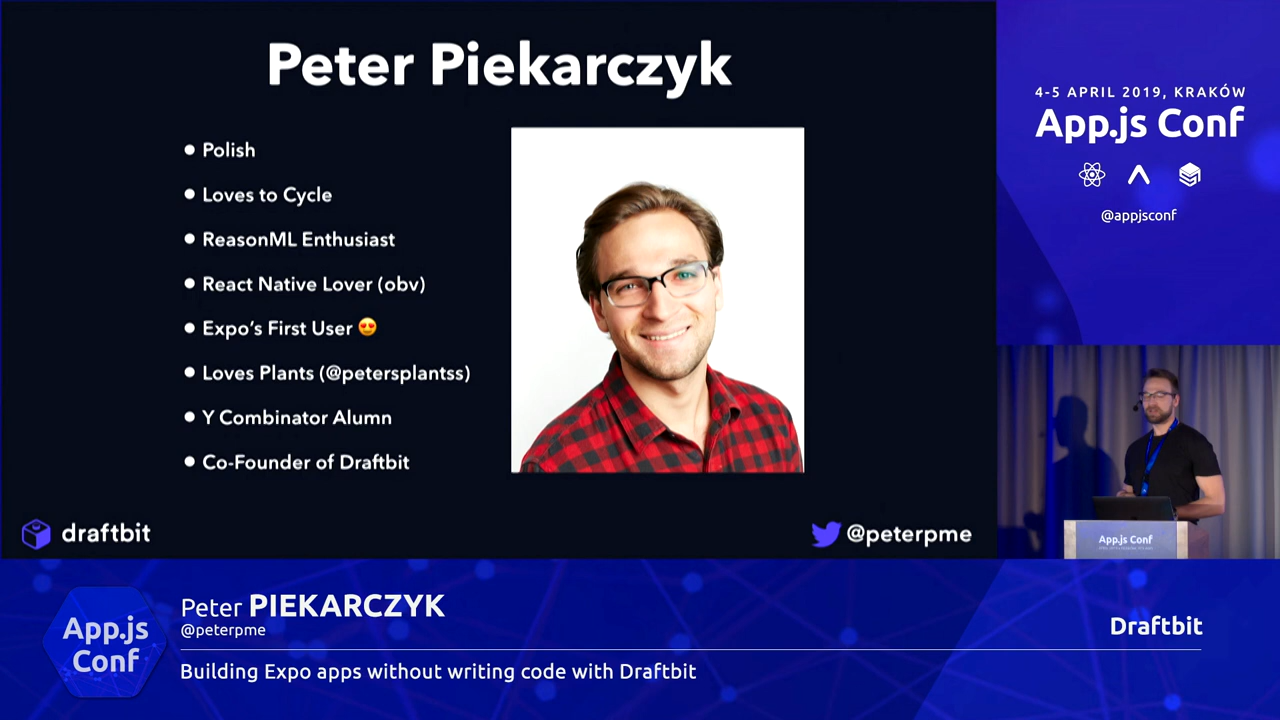 Peter Piekarczyk
● Polish
● Loves to Cycle
● ReasonML Enthusiast
● React Native Lover (obv)
● Expo's First User 😍
● Loves Plants (@petersplantss)
● Y Combinator Alumn
● Co-Founder of Draftbit
draftbit
@peterpme
4-5 APRIL 2019, KRAKÓW
App.js Conf
@appjsconf
App.js Conf
App.js
Conf
Peter PIEKARCZYK
@peterpme
Building Expo apps without writing code with Draftbit
Draftbit